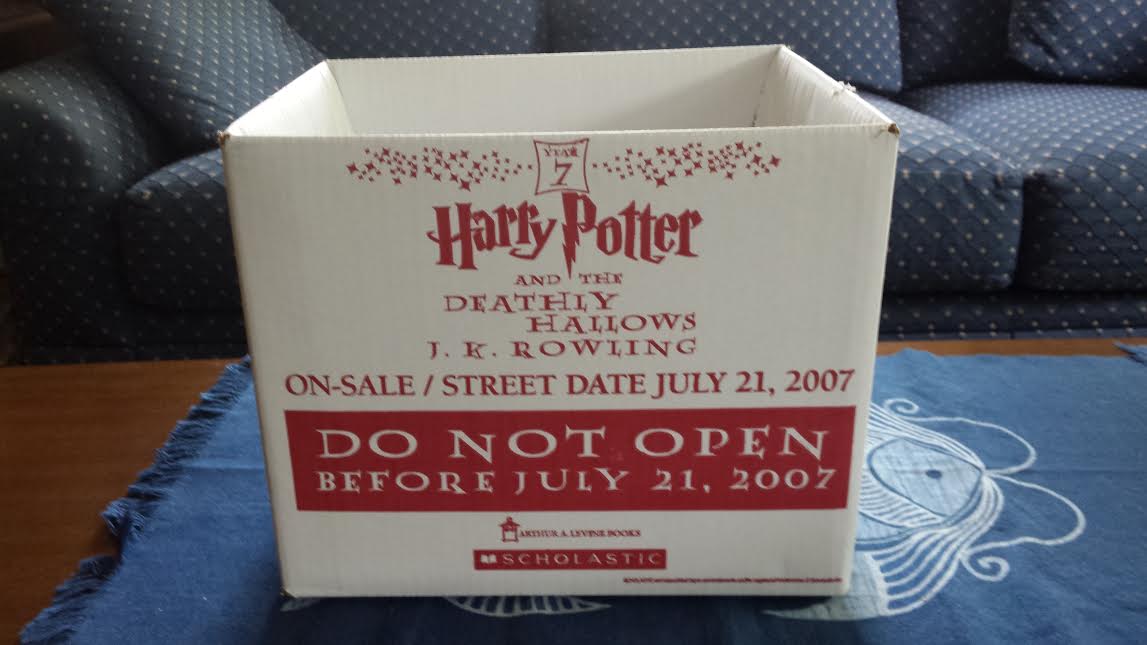 YEAR
7
Harry Potter
AND THE
DEATHLY
HALLOWS
J. K. ROWLING
ON-SALE / STREET DATE JULY 21, 2007
DO NOT OPEN
BEFORE JULY 21, 2007
ARTHUR A. LEVINE BOOKS
SCHOLASTIC